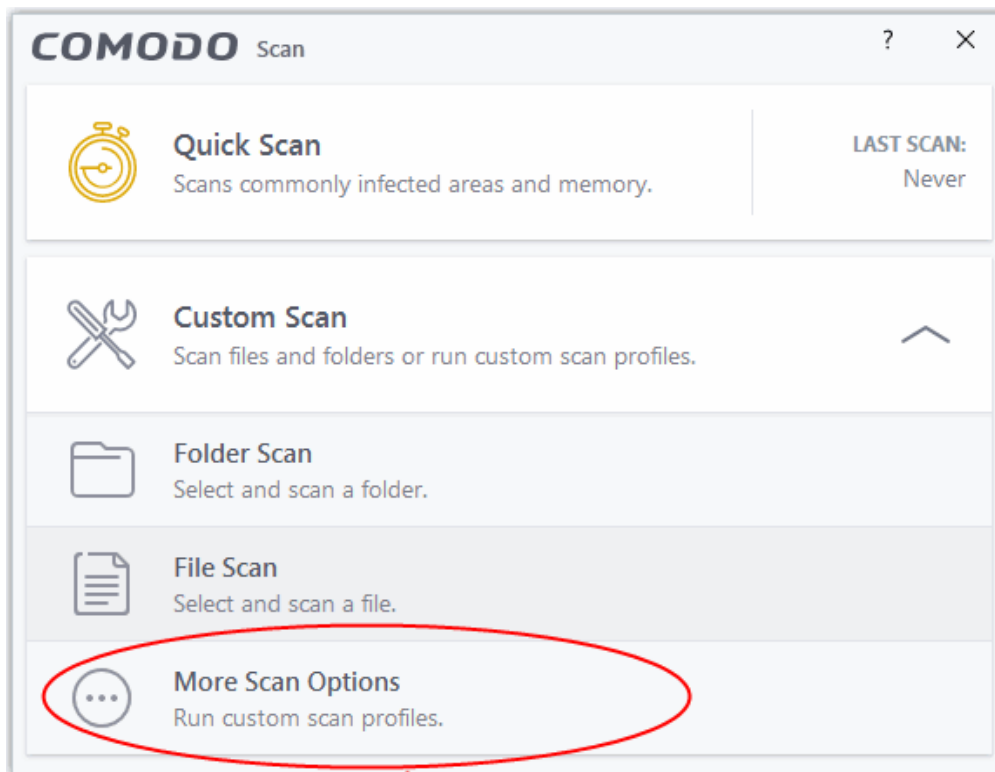 COMODO Scan ?
Quick Scan
Scans commonly infected areas and memory.
LAST SCAN:
Never
Custom Scan
Scan files and folders or run custom scan profiles.
Folder Scan
Select and scan a folder.
File Scan
Select and scan a file.
More Scan Options
Run custom scan profiles.